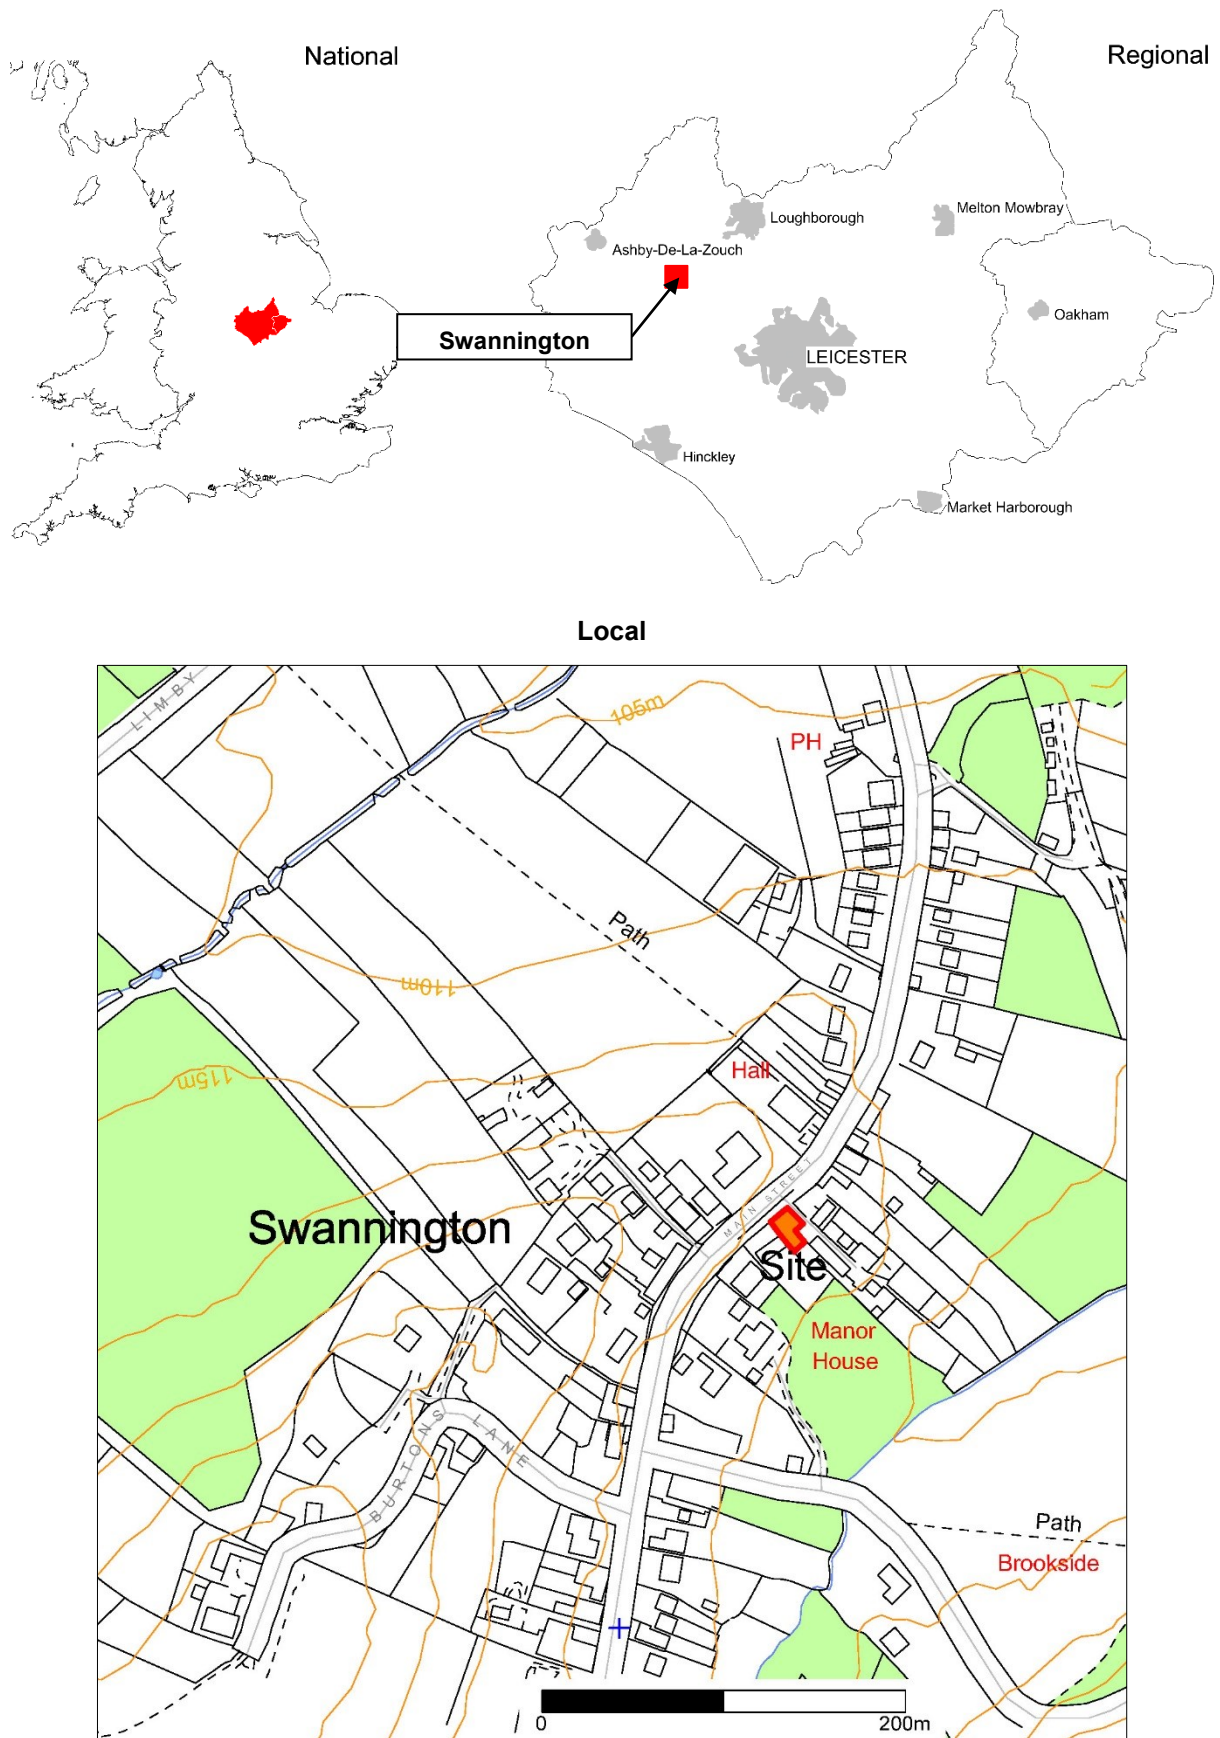 National
Regional
Loughborough
Melton Mowbray
Ashby-De-La-Zouch
Oakham
Swannington
LEICESTER
Hinckley
Market Harborough
Local
LIMBY
105m
PH
Path
110m
115m
Hall
MAIN STREET
Swannington
Site
Manor
House
BURTONS LANE
Path
Brookside
0
200m